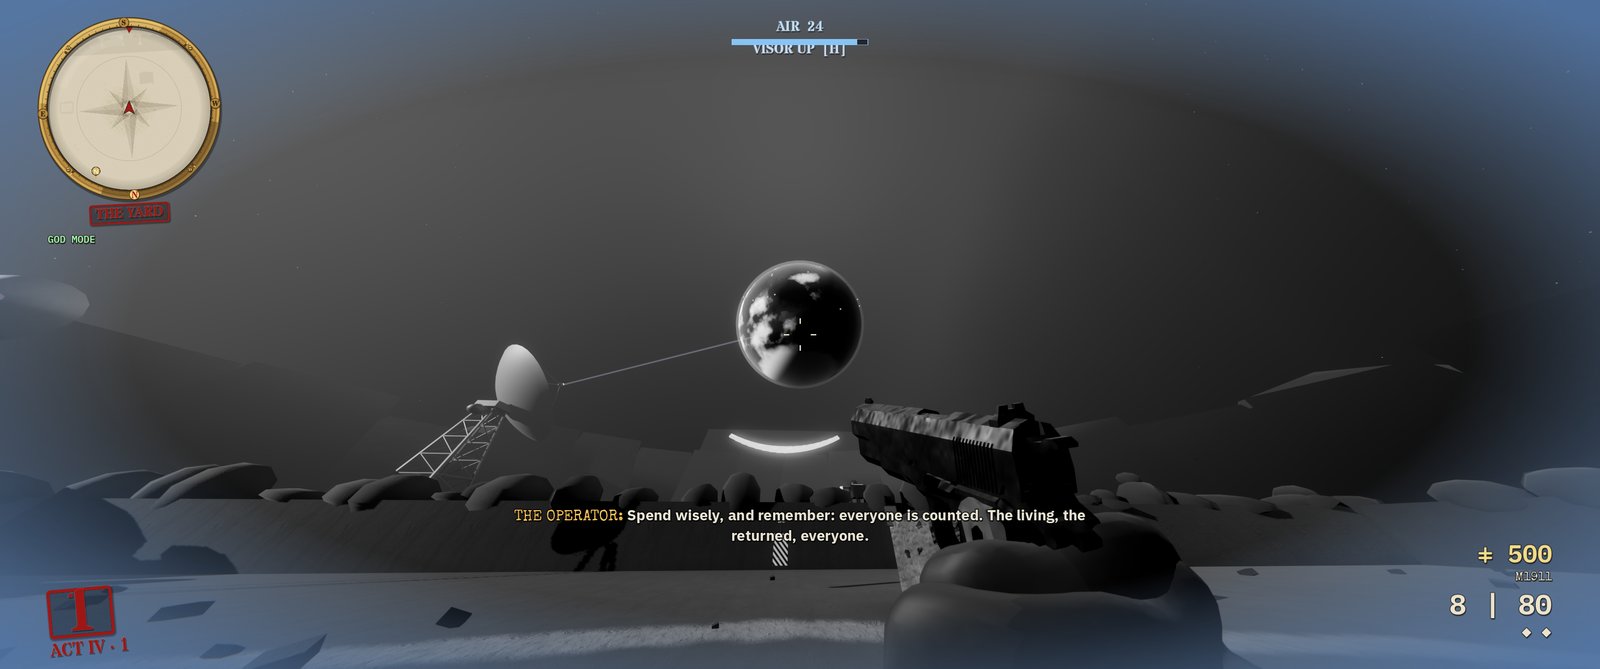 AIR 24
VISOR UP [H]
S
W
E
N
THE YARD
GOD MODE
THE OPERATOR: Spend wisely, and remember: everyone is counted. The living, the
returned, everyone.
500
M1911
8 | 80
1
ACT IV · 1